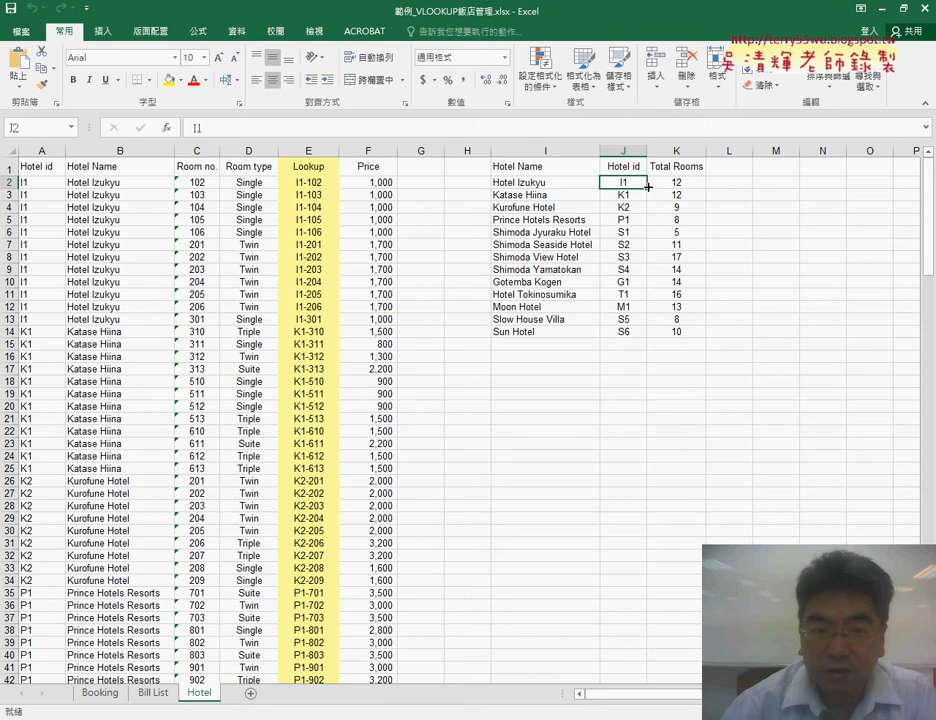 範例_VLOOKUP飯店管理.xlsx - Excel
檔案 常用 插入 版面配置 公式 資料 校閱 檢視 ACROBAT 告訴我您想要執行的動作... 登入 共用
http://terry55wu.blogspot.tw
吳清輝老師錄製
貼上 Arial 10 自動換列 通用格式 設定格式化的條件 格式化為表格 儲存格樣式 插入 刪除 格式
B I U 跨欄置中 $ % 清除 尋找與選取
剪貼簿 字型 對齊方式 數值 樣式 儲存格 編輯
J2 fx I1
A B C D E F G H I J K L M N O P
1 Hotel id Hotel Name Room no. Room type Lookup Price Hotel Name Hotel id Total Rooms
2 I1 Hotel Izukyu 102 Single I1-102 1,000 Hotel Izukyu I1 12
3 I1 Hotel Izukyu 103 Single I1-103 1,000 Katase Hiina K1 12
4 I1 Hotel Izukyu 104 Single I1-104 1,000 Kurofune Hotel K2 9
5 I1 Hotel Izukyu 105 Single I1-105 1,000 Prince Hotels Resorts P1 8
6 I1 Hotel Izukyu 106 Single I1-106 1,000 Shimoda Jyuraku Hotel S1 5
7 I1 Hotel Izukyu 201 Twin I1-201 1,700 Shimoda Seaside Hotel S2 11
8 I1 Hotel Izukyu 202 Twin I1-202 1,700 Shimoda View Hotel S3 17
9 I1 Hotel Izukyu 203 Twin I1-203 1,700 Shimoda Yamatokan S4 14
10 I1 Hotel Izukyu 204 Twin I1-204 1,700 Gotemba Kogen G1 14
11 I1 Hotel Izukyu 205 Twin I1-205 1,700 Hotel Tokinosumika T1 16
12 I1 Hotel Izukyu 206 Twin I1-206 1,700 Moon Hotel M1 13
13 I1 Hotel Izukyu 301 Single I1-301 1,000 Slow House Villa S5 8
14 K1 Katase Hiina 310 Triple K1-310 1,500 Sun Hotel S6 10
15 K1 Katase Hiina 311 Single K1-311 800
16 K1 Katase Hiina 312 Twin K1-312 1,300
17 K1 Katase Hiina 313 Suite K1-313 2,200
18 K1 Katase Hiina 510 Single K1-510 900
19 K1 Katase Hiina 511 Single K1-511 900
20 K1 Katase Hiina 512 Single K1-512 900
21 K1 Katase Hiina 513 Triple K1-513 1,500
22 K1 Katase Hiina 610 Triple K1-610 1,500
23 K1 Katase Hiina 611 Suite K1-611 2,200
24 K1 Katase Hiina 612 Triple K1-612 1,500
25 K1 Katase Hiina 613 Triple K1-613 1,500
26 K2 Kurofune Hotel 201 Twin K2-201 2,000
27 K2 Kurofune Hotel 202 Twin K2-202 2,000
28 K2 Kurofune Hotel 203 Twin K2-203 2,000
29 K2 Kurofune Hotel 204 Twin K2-204 2,000
30 K2 Kurofune Hotel 205 Twin K2-205 2,000
31 K2 Kurofune Hotel 206 Triple K2-206 3,200
32 K2 Kurofune Hotel 207 Triple K2-207 3,200
33 K2 Kurofune Hotel 208 Single K2-208 1,600
34 K2 Kurofune Hotel 209 Single K2-209 1,600
35 P1 Prince Hotels Resorts 701 Suite P1-701 3,500
36 P1 Prince Hotels Resorts 702 Twin P1-702 3,000
37 P1 Prince Hotels Resorts 703 Suite P1-703 3,500
38 P1 Prince Hotels Resorts 801 Single P1-801 2,800
39 P1 Prince Hotels Resorts 802 Twin P1-802 3,000
40 P1 Prince Hotels Resorts 803 Suite P1-803 3,500
41 P1 Prince Hotels Resorts 901 Twin P1-901 3,000
42 P1 Prince Hotels Resorts 902 Triple P1-902 3,200
Booking Bill List Hotel
就緒